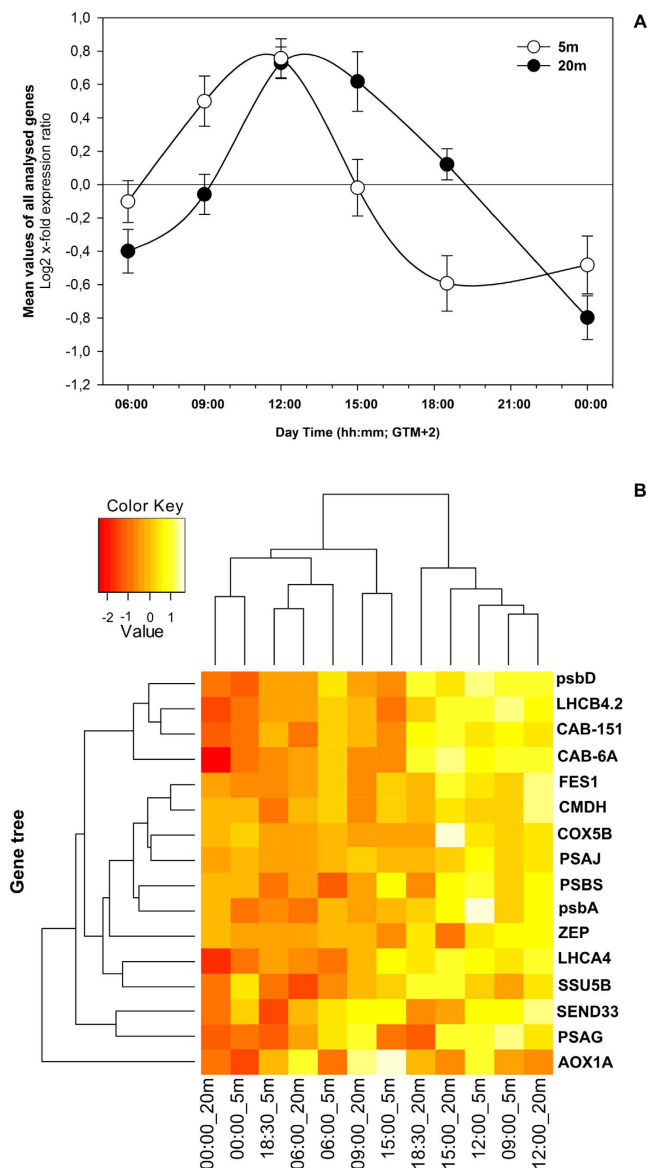 A
5m
20m
1,0
0,8
0,6
0,4
0,2
0,0
-0,2
-0,4
-0,6
-0,8
-1,0
-1,2
Mean values of all analysed genes
Log2 x-fold expression ratio
06:00 09:00 12:00 15:00 18:00 21:00 00:00
Day Time (hh:mm; GTM+2)
B
Color Key
-2 -1 0 1
Value
Gene tree
psbD
LHCB4.2
CAB-151
CAB-6A
FES1
CMDH
COX5B
PSAJ
PSBS
psbA
ZEP
LHCA4
SSU5B
SEND33
PSAG
AOX1A
00:00_20m
00:00_5m
18:30_5m
06:00_20m
06:00_5m
09:00_20m
15:00_5m
18:30_20m
15:00_20m
12:00_5m
09:00_5m
12:00_20m